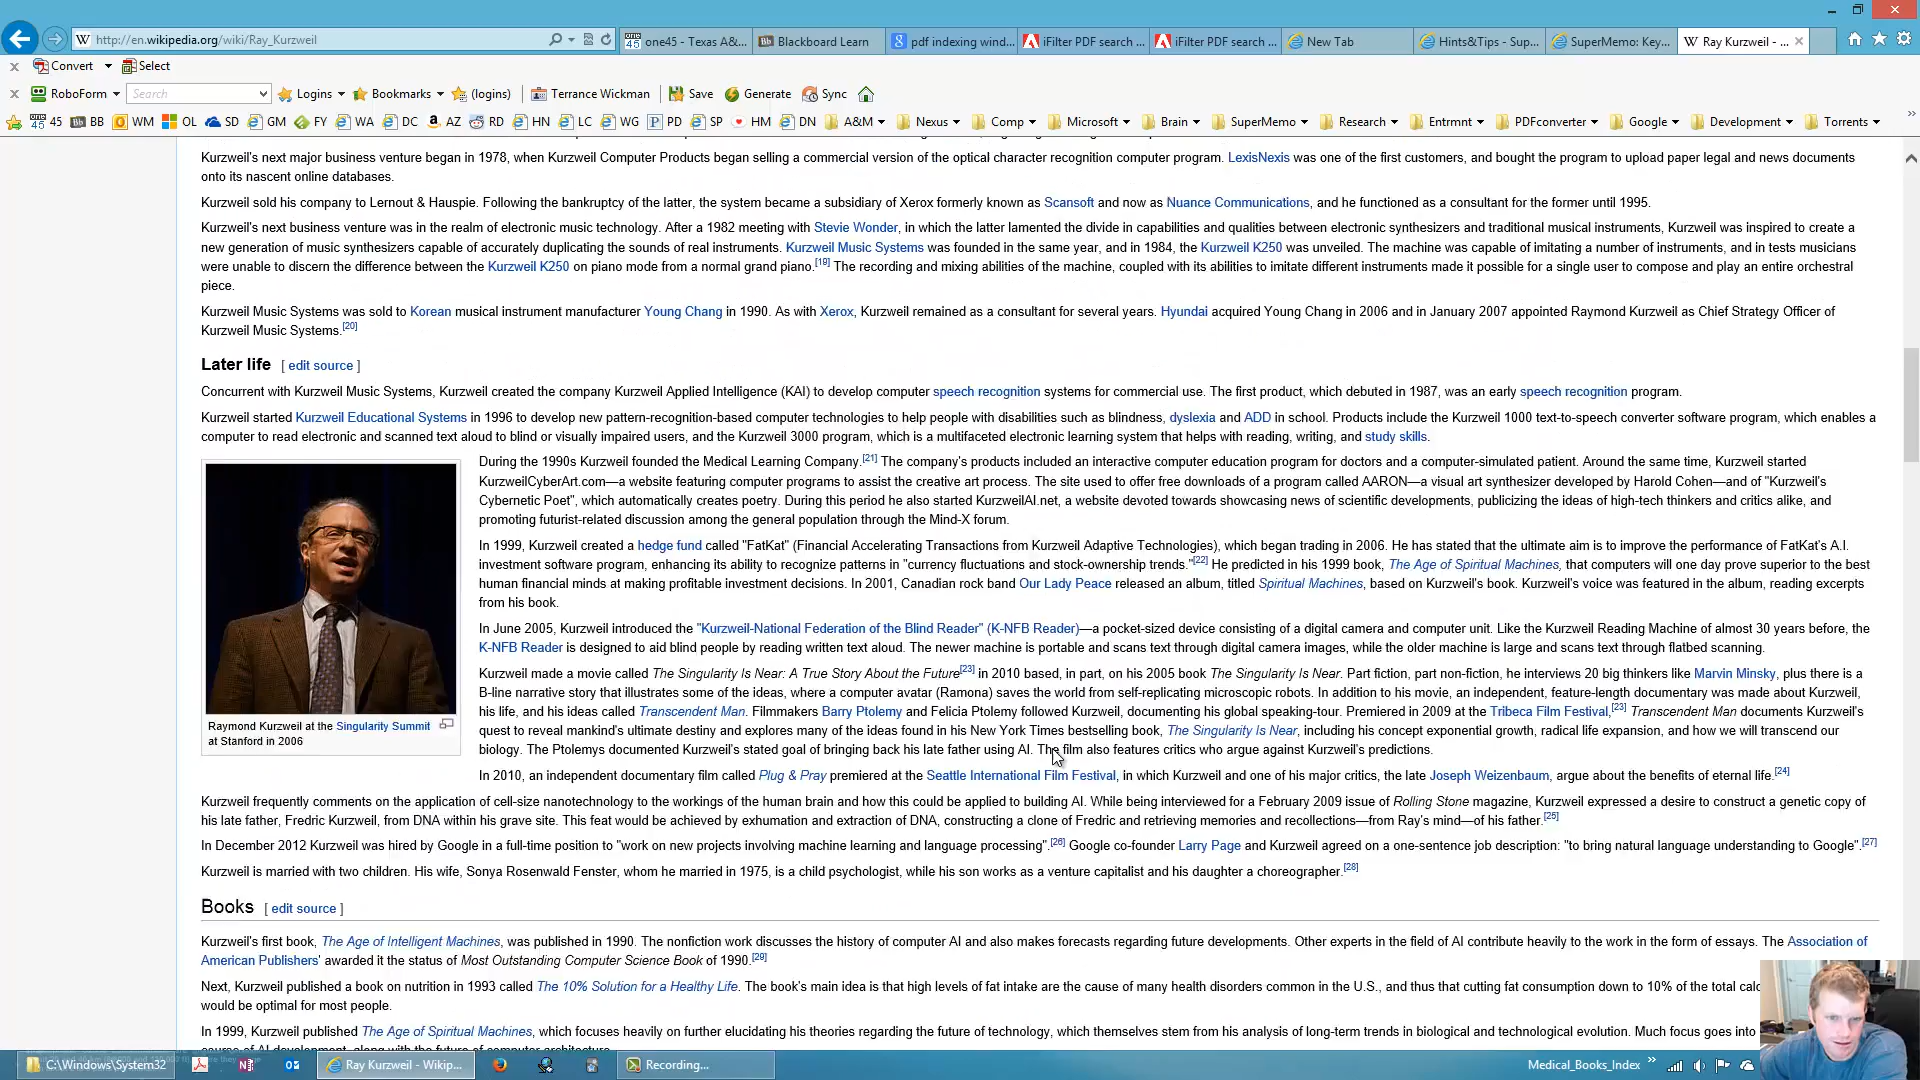 http://en.wikipedia.org/wiki/Ray_Kurzweil
one45 - Texas A&... Blackboard Learn pdf indexing wind... iFilter PDF search ... iFilter PDF search ... New Tab Hints&Tips - Sup... SuperMemo: Key... Ray Kurzweil - ...
Convert Select
RoboForm Search Logins Bookmarks (logins) Terrance Wickman Save Generate Sync
45 BB WM OL SD GM FY WA DC AZ RD HN LC WG PD SP HM DN A&M Nexus Comp Microsoft Brain SuperMemo Research Entrmnt PDFconverter Google Development Torrents
Kurzweil's next major business venture began in 1978, when Kurzweil Computer Products began selling a commercial version of the optical character recognition computer program. LexisNexis was one of the first customers, and bought the program to upload paper legal and news documents
onto its nascent online databases.
Kurzweil sold his company to Lernout & Hauspie. Following the bankruptcy of the latter, the system became a subsidiary of Xerox formerly known as Scansoft and now as Nuance Communications, and he functioned as a consultant for the former until 1995.
Kurzweil's next business venture was in the realm of electronic music technology. After a 1982 meeting with Stevie Wonder, in which the latter lamented the divide in capabilities and qualities between electronic synthesizers and traditional musical instruments, Kurzweil was inspired to create a
new generation of music synthesizers capable of accurately duplicating the sounds of real instruments. Kurzweil Music Systems was founded in the same year, and in 1984, the Kurzweil K250 was unveiled. The machine was capable of imitating a number of instruments, and in tests musicians
were unable to discern the difference between the Kurzweil K250 on piano mode from a normal grand piano.[19] The recording and mixing abilities of the machine, coupled with its abilities to imitate different instruments made it possible for a single user to compose and play an entire orchestral
piece.
Kurzweil Music Systems was sold to Korean musical instrument manufacturer Young Chang in 1990. As with Xerox, Kurzweil remained as a consultant for several years. Hyundai acquired Young Chang in 2006 and in January 2007 appointed Raymond Kurzweil as Chief Strategy Officer of
Kurzweil Music Systems.[20]
Later life [ edit source ]
Concurrent with Kurzweil Music Systems, Kurzweil created the company Kurzweil Applied Intelligence (KAI) to develop computer speech recognition systems for commercial use. The first product, which debuted in 1987, was an early speech recognition program.
Kurzweil started Kurzweil Educational Systems in 1996 to develop new pattern-recognition-based computer technologies to help people with disabilities such as blindness, dyslexia and ADD in school. Products include the Kurzweil 1000 text-to-speech converter software program, which enables a
computer to read electronic and scanned text aloud to blind or visually impaired users, and the Kurzweil 3000 program, which is a multifaceted electronic learning system that helps with reading, writing, and study skills.
During the 1990s Kurzweil founded the Medical Learning Company.[21] The company's products included an interactive computer education program for doctors and a computer-simulated patient. Around the same time, Kurzweil started
KurzweilCyberArt.com—a website featuring computer programs to assist the creative art process. The site used to offer free downloads of a program called AARON—a visual art synthesizer developed by Harold Cohen—and of "Kurzweil's
Cybernetic Poet", which automatically creates poetry. During this period he also started KurzweilAI.net, a website devoted towards showcasing news of scientific developments, publicizing the ideas of high-tech thinkers and critics alike, and
promoting futurist-related discussion among the general population through the Mind-X forum.
In 1999, Kurzweil created a hedge fund called "FatKat" (Financial Accelerating Transactions from Kurzweil Adaptive Technologies), which began trading in 2006. He has stated that the ultimate aim is to improve the performance of FatKat's A.I.
investment software program, enhancing its ability to recognize patterns in "currency fluctuations and stock-ownership trends."[22] He predicted in his 1999 book, The Age of Spiritual Machines, that computers will one day prove superior to the best
human financial minds at making profitable investment decisions. In 2001, Canadian rock band Our Lady Peace released an album, titled Spiritual Machines, based on Kurzweil's book. Kurzweil's voice was featured in the album, reading excerpts
from his book.
In June 2005, Kurzweil introduced the "Kurzweil-National Federation of the Blind Reader" (K-NFB Reader)—a pocket-sized device consisting of a digital camera and computer unit. Like the Kurzweil Reading Machine of almost 30 years before, the
K-NFB Reader is designed to aid blind people by reading written text aloud. The newer machine is portable and scans text through digital camera images, while the older machine is large and scans text through flatbed scanning.
Kurzweil made a movie called The Singularity Is Near: A True Story About the Future[23] in 2010 based, in part, on his 2005 book The Singularity Is Near. Part fiction, part non-fiction, he interviews 20 big thinkers like Marvin Minsky, plus there is a
B-line narrative story that illustrates some of the ideas, where a computer avatar (Ramona) saves the world from self-replicating microscopic robots. In addition to his movie, an independent, feature-length documentary was made about Kurzweil,
his life, and his ideas called Transcendent Man. Filmmakers Barry Ptolemy and Felicia Ptolemy followed Kurzweil, documenting his global speaking-tour. Premiered in 2009 at the Tribeca Film Festival,[23] Transcendent Man documents Kurzweil's
quest to reveal mankind's ultimate destiny and explores many of the ideas found in his New York Times bestselling book, The Singularity Is Near, including his concept exponential growth, radical life expansion, and how we will transcend our
biology. The Ptolemys documented Kurzweil's stated goal of bringing back his late father using AI. The film also features critics who argue against Kurzweil's predictions.
In 2010, an independent documentary film called Plug & Pray premiered at the Seattle International Film Festival, in which Kurzweil and one of his major critics, the late Joseph Weizenbaum, argue about the benefits of eternal life.[24]
Raymond Kurzweil at the Singularity Summit
at Stanford in 2006
Kurzweil frequently comments on the application of cell-size nanotechnology to the workings of the human brain and how this could be applied to building AI. While being interviewed for a February 2009 issue of Rolling Stone magazine, Kurzweil expressed a desire to construct a genetic copy of
his late father, Fredric Kurzweil, from DNA within his grave site. This feat would be achieved by exhumation and extraction of DNA, constructing a clone of Fredric and retrieving memories and recollections—from Ray's mind—of his father.[25]
In December 2012 Kurzweil was hired by Google in a full-time position to "work on new projects involving machine learning and language processing".[26] Google co-founder Larry Page and Kurzweil agreed on a one-sentence job description: "to bring natural language understanding to Google".[27]
Kurzweil is married with two children. His wife, Sonya Rosenwald Fenster, whom he married in 1975, is a child psychologist, while his son works as a venture capitalist and his daughter a choreographer.[28]
Books [ edit source ]
Kurzweil's first book, The Age of Intelligent Machines, was published in 1990. The nonfiction work discusses the history of computer AI and also makes forecasts regarding future developments. Other experts in the field of AI contribute heavily to the work in the form of essays. The Association of
American Publishers' awarded it the status of Most Outstanding Computer Science Book of 1990.[29]
Next, Kurzweil published a book on nutrition in 1993 called The 10% Solution for a Healthy Life. The book's main idea is that high levels of fat intake are the cause of many health disorders common in the U.S., and thus that cutting fat consumption down to 10% of the total
would be optimal for most people.
In 1999, Kurzweil published The Age of Spiritual Machines, which focuses heavily on further elucidating his theories regarding the future of technology, which themselves stem from his analysis of long-term trends in biological and technological evolution. Much focus goes into
C:\Windows\System32 Ray Kurzweil - Wikip... Recording... Medical_Books_Index